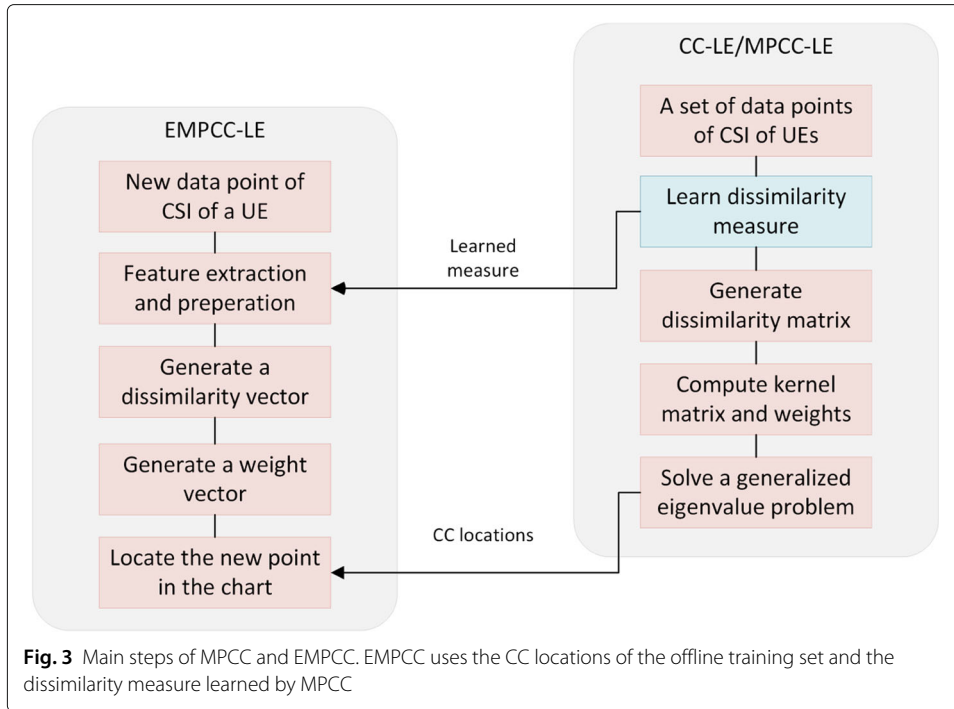 EMPCC-LE
New data point of
CSI of a UE
Feature extraction
and preperation
Generate a
dissimilarity vector
Generate a weight
vector
Locate the new point
in the chart
Learned
measure
CC locations
CC-LE/MPCC-LE
A set of data points
of CSI of UEs
Learn dissimilarity
measure
Generate
dissimilarity matrix
Compute kernel
matrix and weights
Solve a generalized
eigenvalue problem
Fig. 3 Main steps of MPCC and EMPCC. EMPCC uses the CC locations of the offline training set and the
dissimilarity measure learned by MPCC